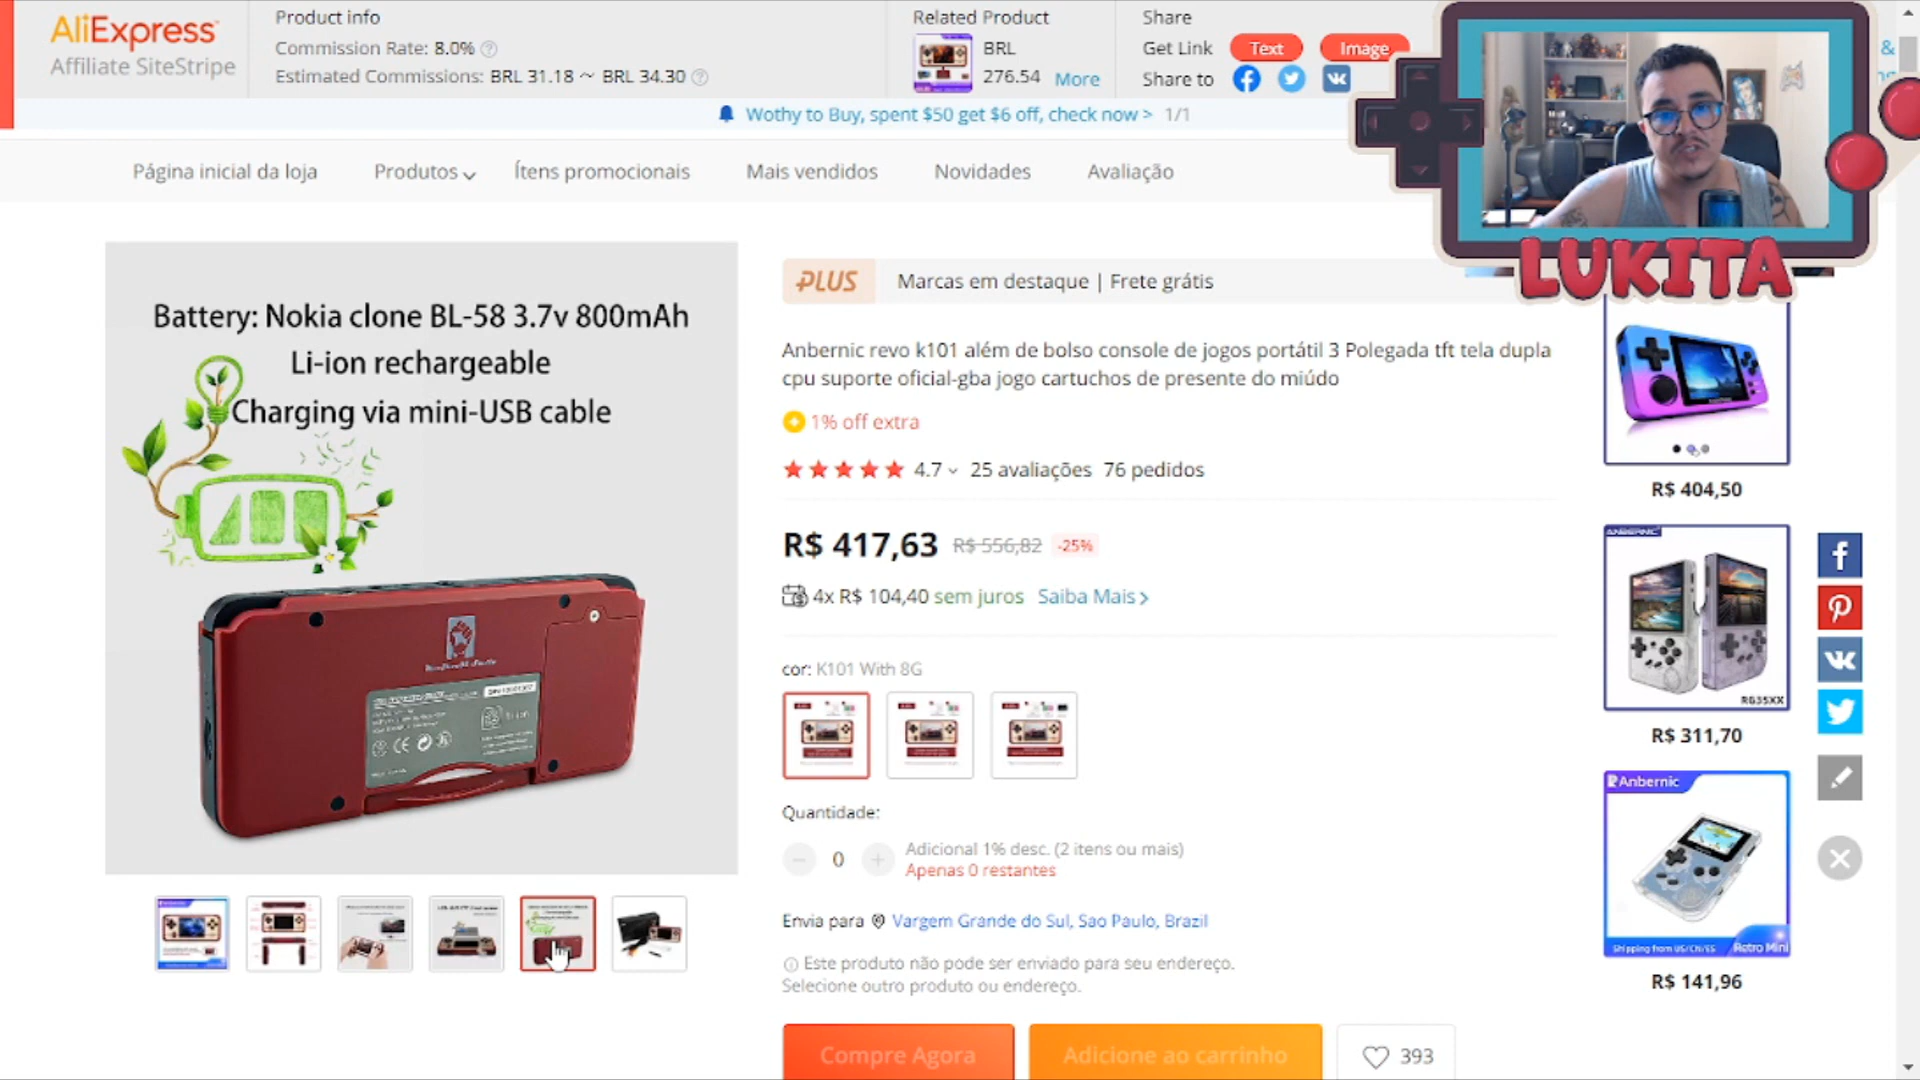 AliExpress
Affiliate SiteStripe
Product info
Commission Rate: 8.0%
Estimated Commissions: BRL 31.18 ~ BRL 34.30
Related Product
BRL
276.54 More
Share
Get Link Text Image
Share to
Wothy to Buy, spent $50 get $6 off, check now > 1/1
Página inicial da loja
Produtos
Ítens promocionais
Mais vendidos
Novidades
Avaliação
LUKITA
Battery: Nokia clone BL-58 3.7v 800mAh
Li-ion rechargeable
Charging via mini-USB cable
PLUS
Marcas em destaque | Frete grátis
Anbernic revo k101 além de bolso console de jogos portátil 3 Polegada tft tela dupla
cpu suporte oficial-gba jogo cartuchos de presente do miúdo
1% off extra
4.7 25 avaliações 76 pedidos
R$ 417,63 R$ 556,82 -25%
4x R$ 104,40 sem juros Saiba Mais
cor: K101 With 8G
Quantidade:
0
Adicional 1% desc. (2 itens ou mais)
Apenas 0 restantes
Envia para Vargem Grande do Sul, Sao Paulo, Brazil
Este produto não pode ser enviado para seu endereço.
Selecione outro produto ou endereço.
Compre Agora
Adicione ao carrinho
393
R$ 404,50
ANBERNIC
RG35XX
R$ 311,70
Anbernic
Shipping from US/CN/ES
Retro Mini
R$ 141,96